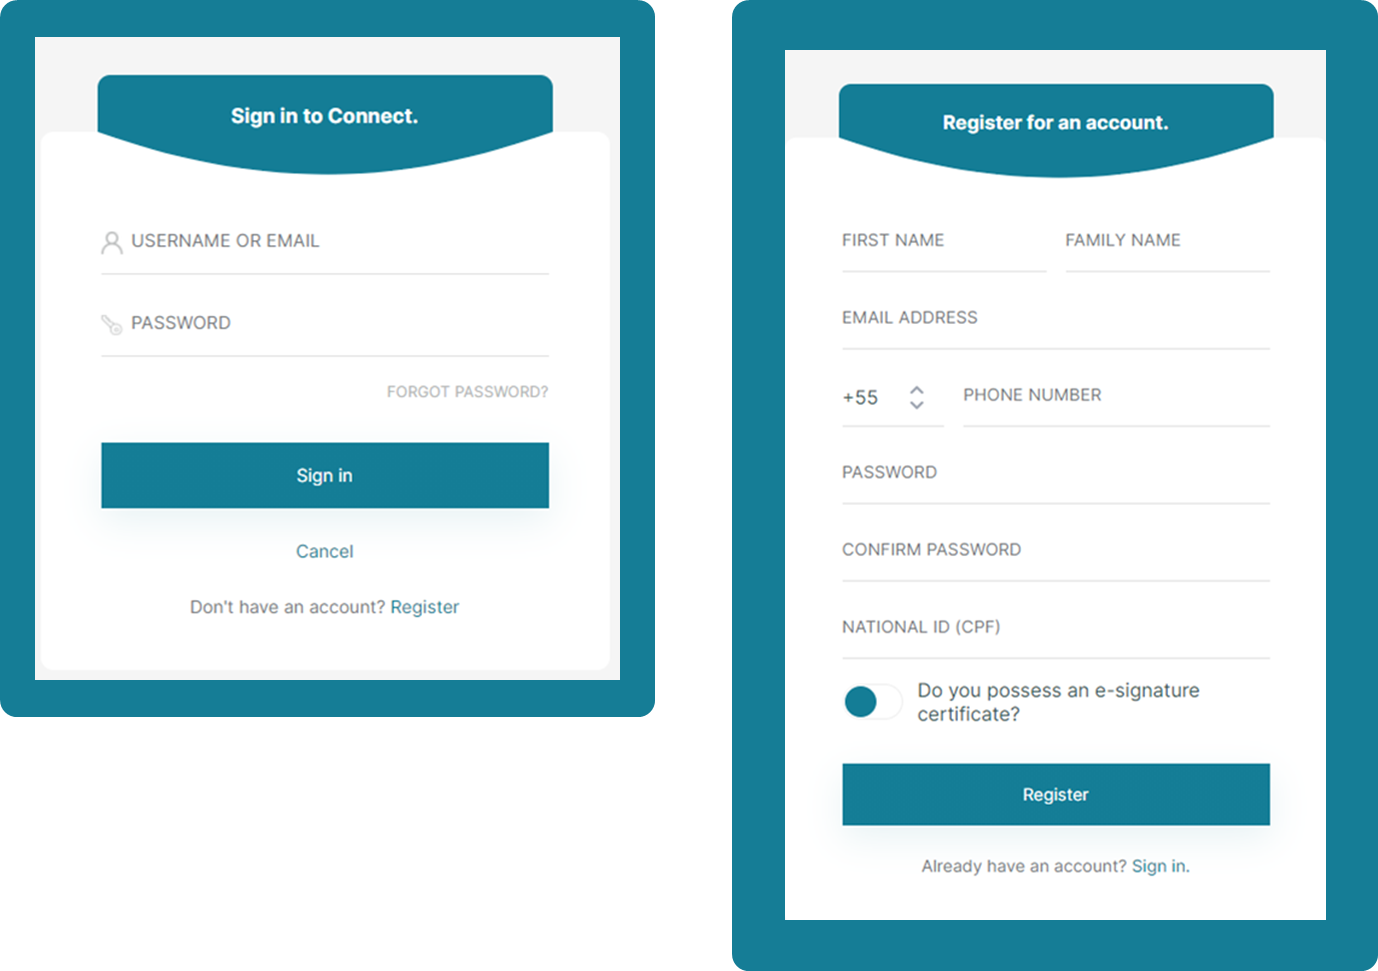 Sign in to Connect.
USERNAME OR EMAIL
PASSWORD
FORGOT PASSWORD?
Sign in
Cancel
Don't have an account? Register
Register for an account.
FIRST NAME
FAMILY NAME
EMAIL ADDRESS
+55
PHONE NUMBER
PASSWORD
CONFIRM PASSWORD
NATIONAL ID (CPF)
Do you possess an e-signature
certificate?
Register
Already have an account? Sign in.